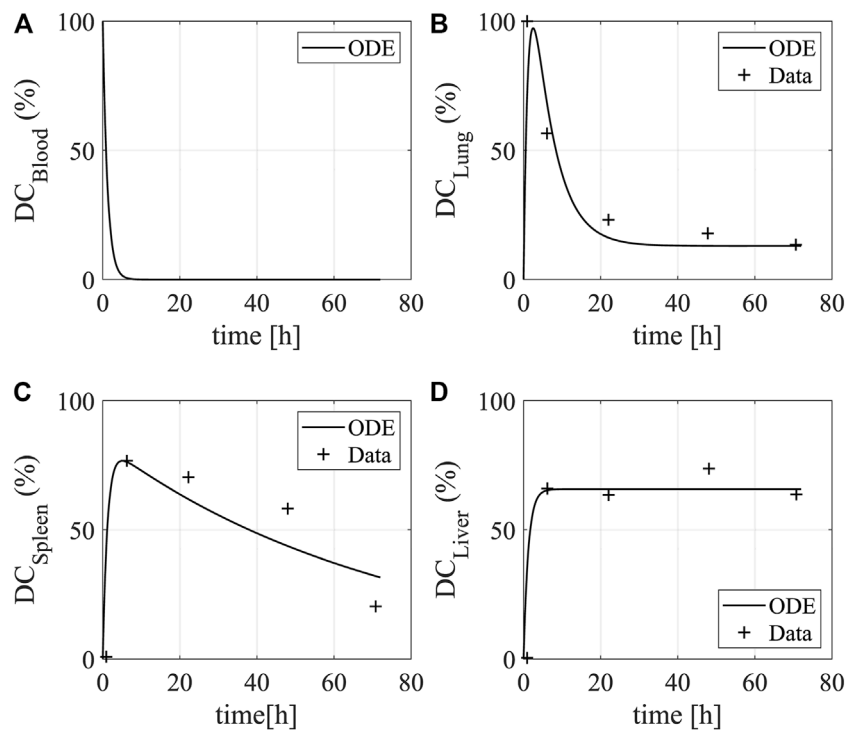 A
100
50
0
DC_Blood (%)
ODE
0 20 40 60 80
time [h]
B
100
50
0
DC_Lung (%)
ODE
Data
0 20 40 60 80
time [h]
C
100
50
0
DC_Spleen (%)
ODE
Data
0 20 40 60 80
time[h]
D
100
50
0
DC_Liver (%)
ODE
Data
0 20 40 60 80
time [h]